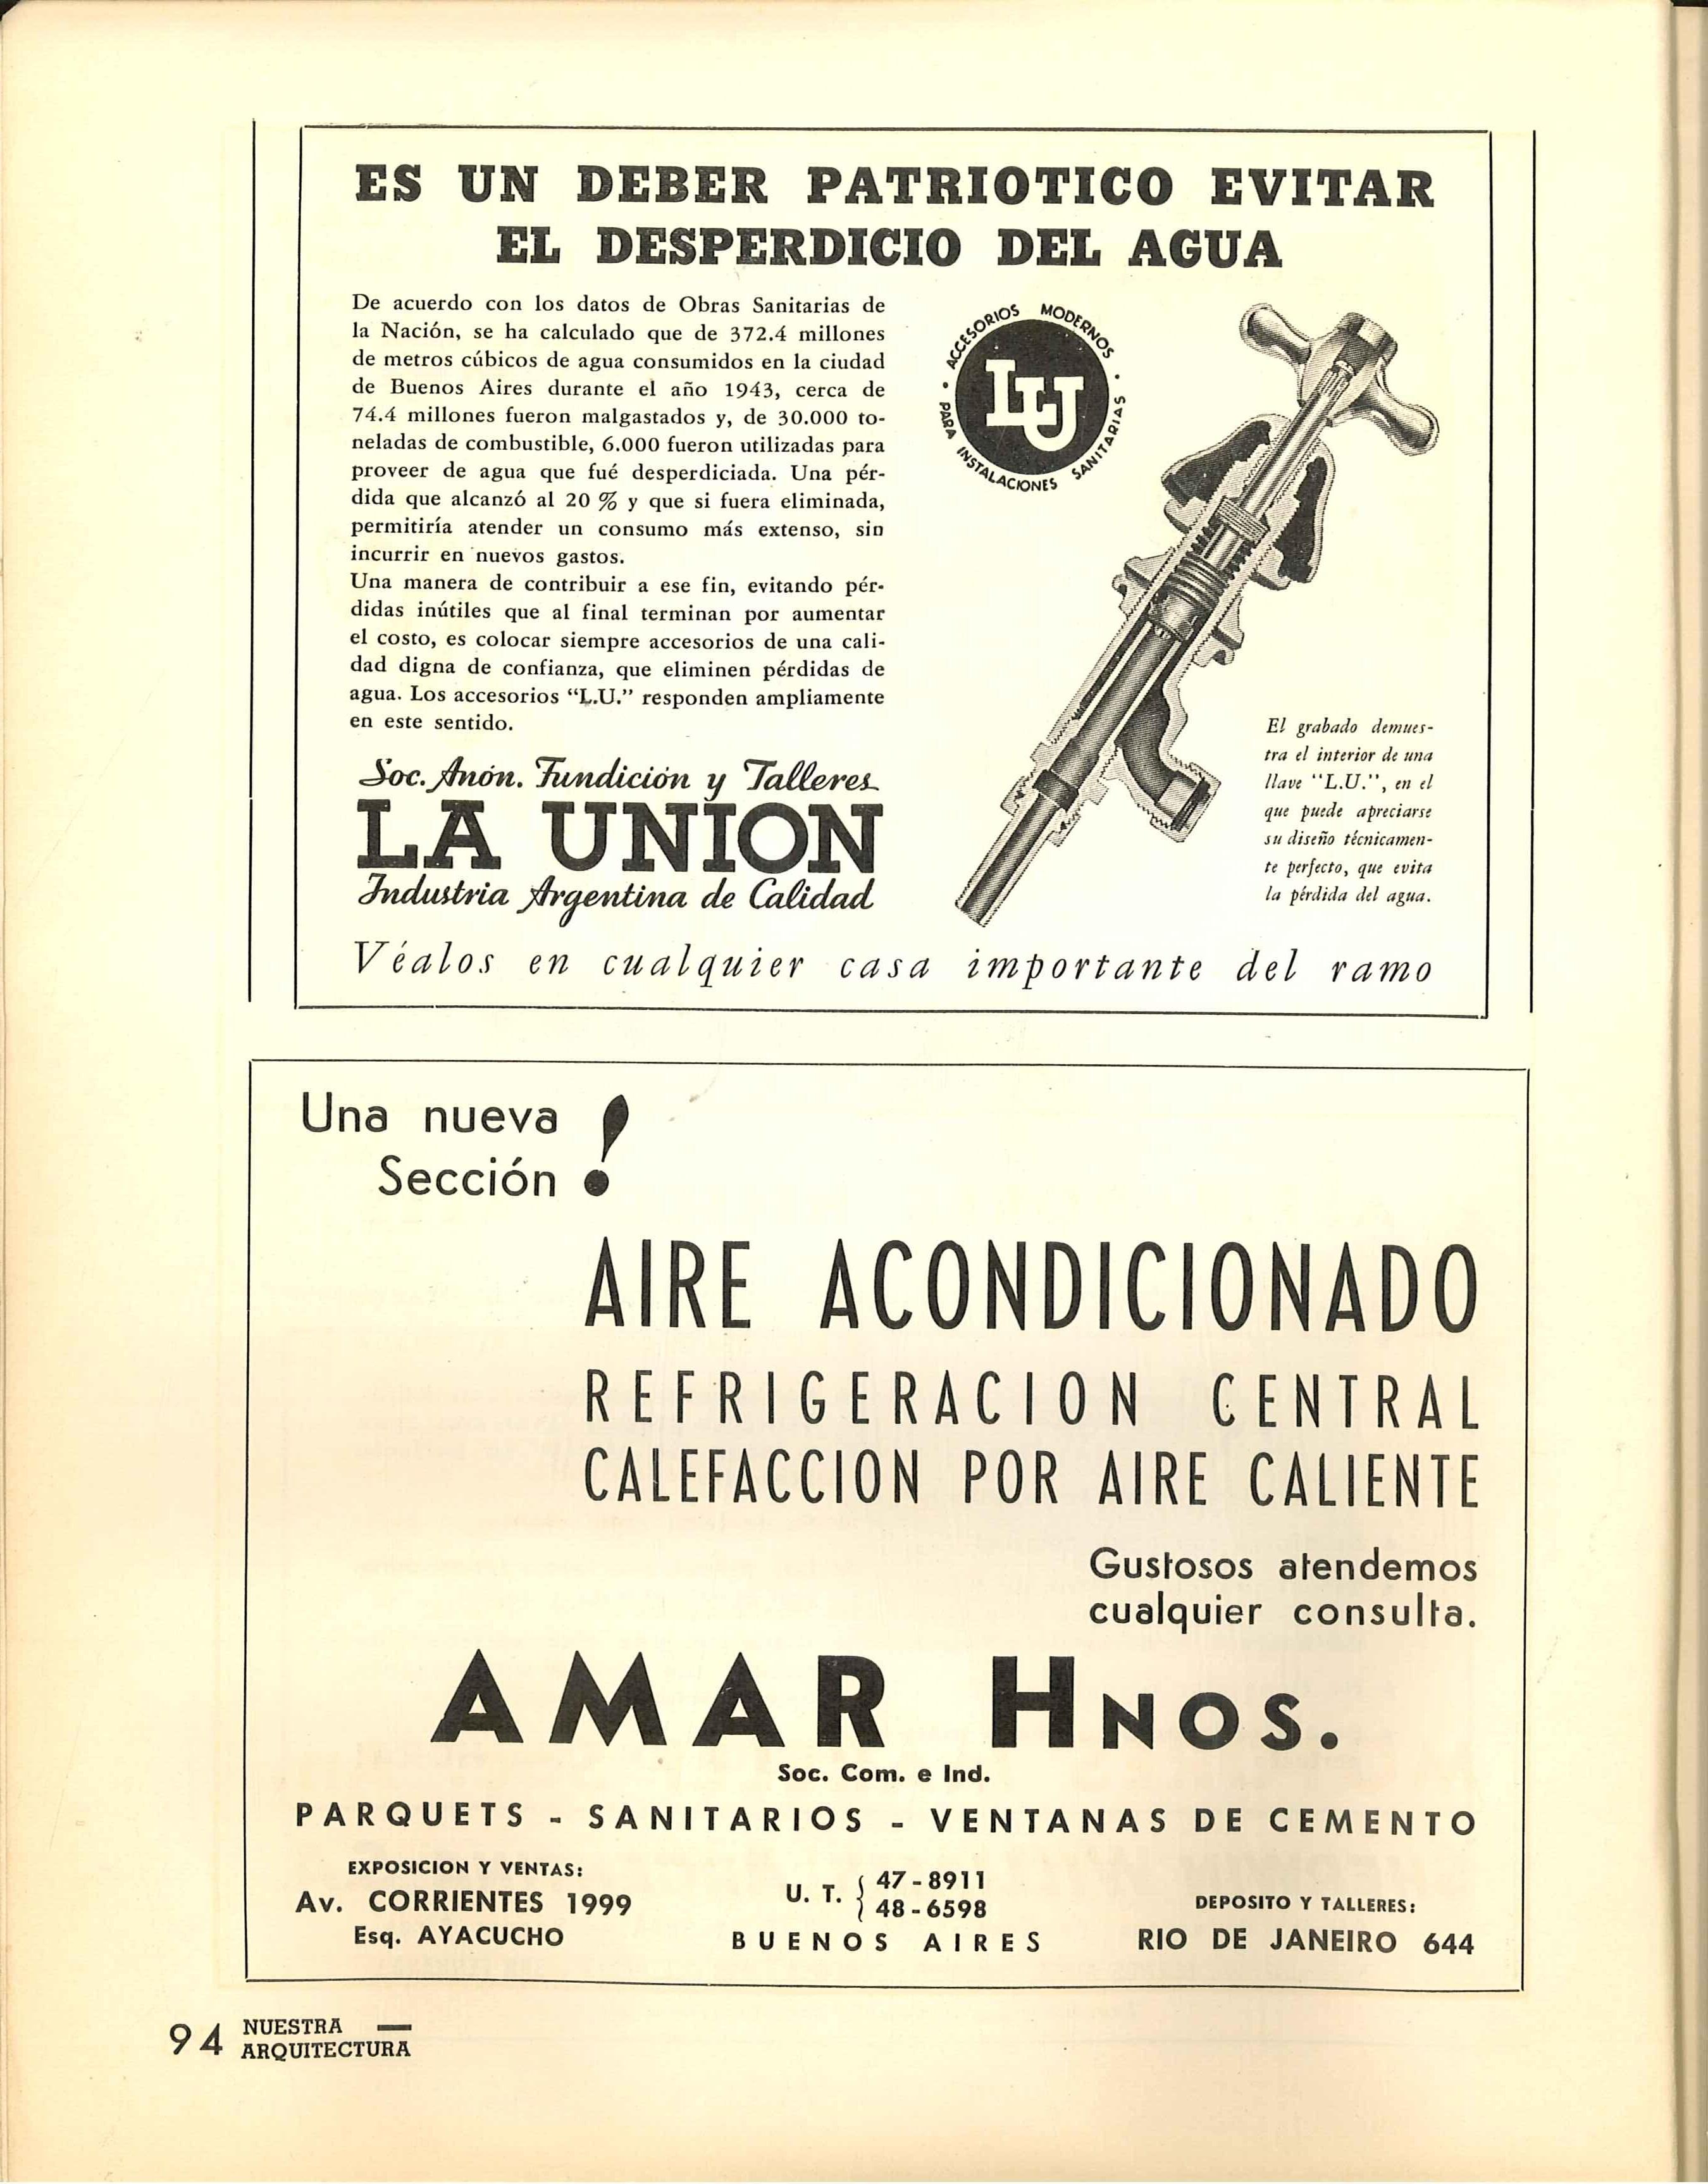 ES UN DEBER PATRIOTICO EVITAR
EL DESPERDICIO DEL AGUA
De acuerdo con los datos de Obras Sanitarias de
la Nación, se ha calculado que de 372.4 millones
de metros cúbicos de agua consumidos en la ciudad
de Buenos Aires durante el año 1943, cerca de
74.4 millones fueron malgastados y, de 30.000 to-
neladas de combustible, 6.000 fueron utilizadas para
proveer de agua que fué desperdiciada. Una pér-
dida que alcanzó al 20 % y que si fuera eliminada,
permitiría atender un consumo más extenso, sin
incurrir en nuevos gastos.
Una manera de contribuir a ese fin, evitando pér-
didas inútiles que al final terminan por aumentar
el costo, es colocar siempre accesorios de una cali-
dad digna de confianza, que eliminen pérdidas de
agua. Los accesorios “L.U.” responden ampliamente
en este sentido.
Soc. Anón. Fundición y Talleres
LA UNION
Industria Argentina de Calidad
• ACCESORIOS MODERNOS •
PARA INSTALACIONES SANITARIAS
LU
El grabado demues-
tra el interior de una
llave “L.U.”, en el
que puede apreciarse
su diseño técnicamen-
te perfecto, que evita
la pérdida del agua.
Véalos en cualquier casa importante del ramo
Una nueva
Sección !
AIRE ACONDICIONADO
REFRIGERACION CENTRAL
CALEFACCION POR AIRE CALIENTE
Gustosos atendemos
cualquier consulta.
AMAR HNOS.
Soc. Com. e Ind.
PARQUETS - SANITARIOS - VENTANAS DE CEMENTO
EXPOSICION Y VENTAS:
Av. CORRIENTES 1999
Esq. AYACUCHO
U. T. { 47-8911
48-6598
BUENOS AIRES
DEPOSITO Y TALLERES:
RIO DE JANEIRO 644
94 NUESTRA —
ARQUITECTURA